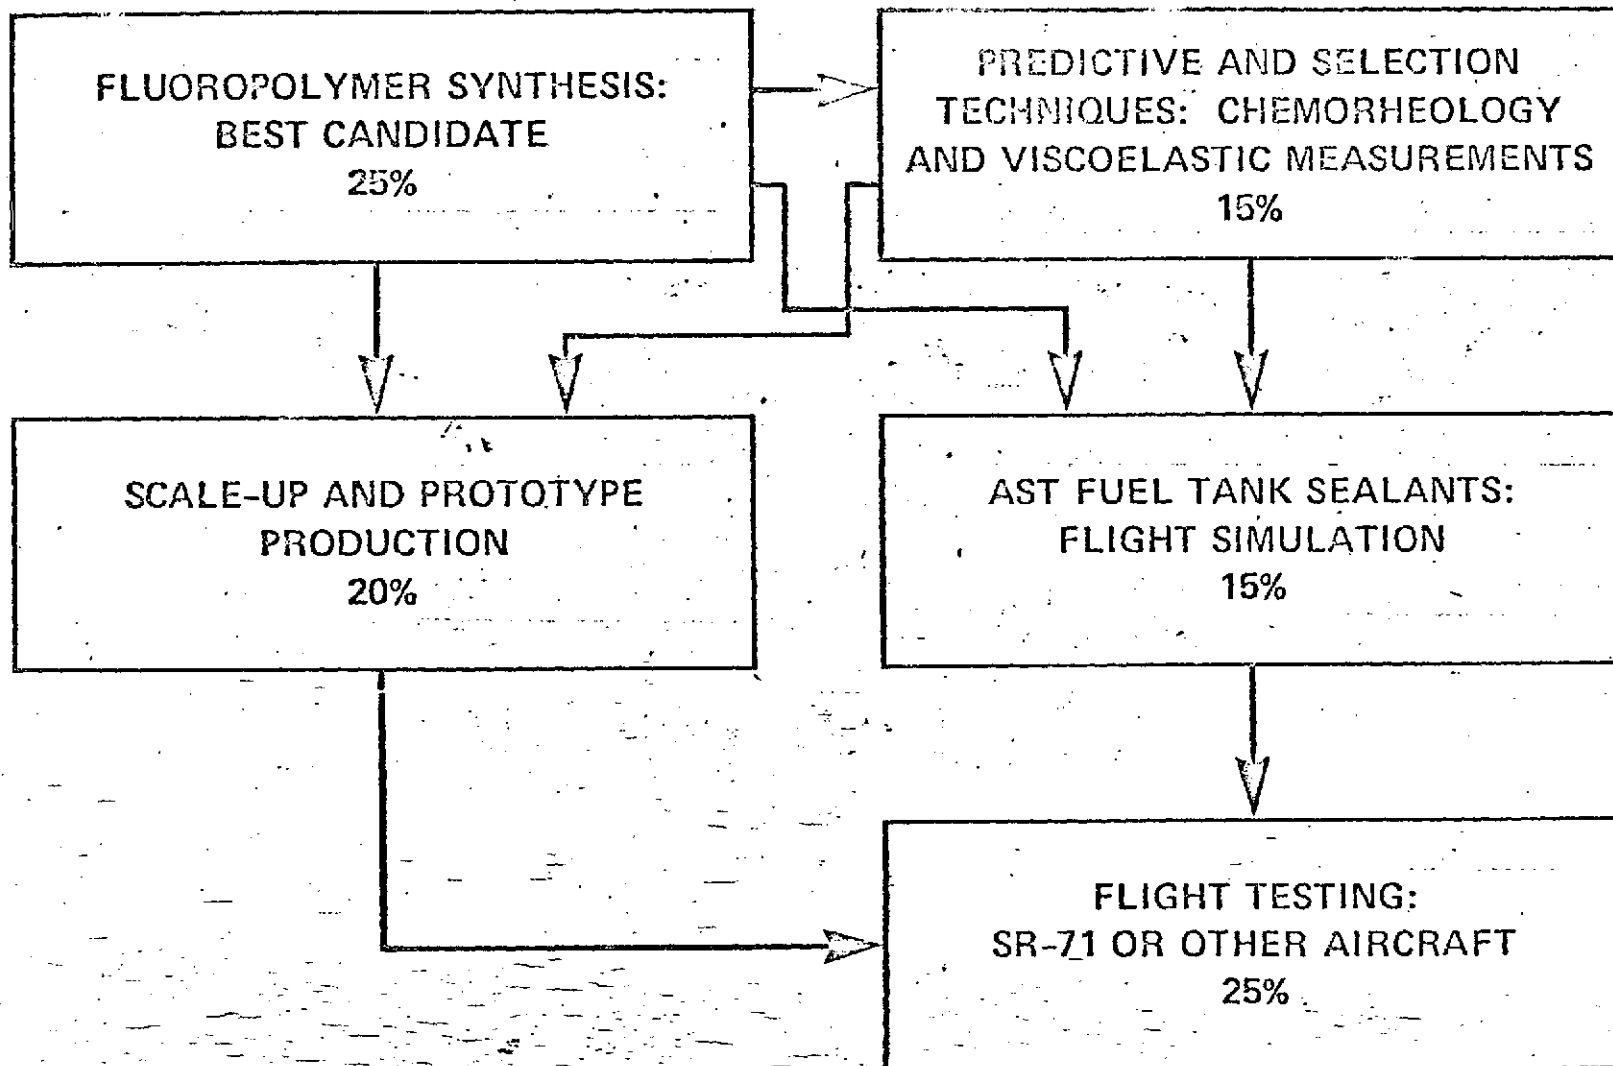 FLUOROPOLYMER SYNTHESIS:
BEST CANDIDATE
25%
PREDICTIVE AND SELECTION
TECHNIQUES: CHEMORHEOLOGY
AND VISCOELASTIC MEASUREMENTS
15%
SCALE-UP AND PROTOTYPE
PRODUCTION
20%
AST FUEL TANK SEALANTS:
FLIGHT SIMULATION
15%
FLIGHT TESTING:
SR-71 OR OTHER AIRCRAFT
25%